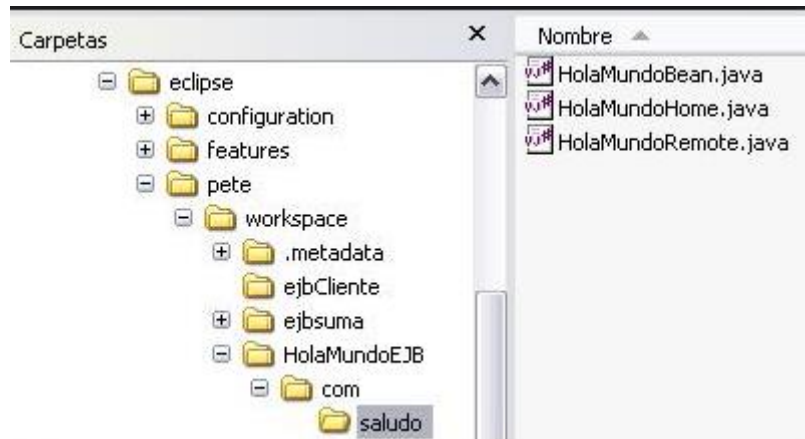 Carpetas
eclipse
configuration
features
pete
workspace
.metadata
ejbCliente
ejbsuma
HolaMundoEJB
com
saludo
Nombre
HolaMundoBean.java
HolaMundoHome.java
HolaMundoRemote.java